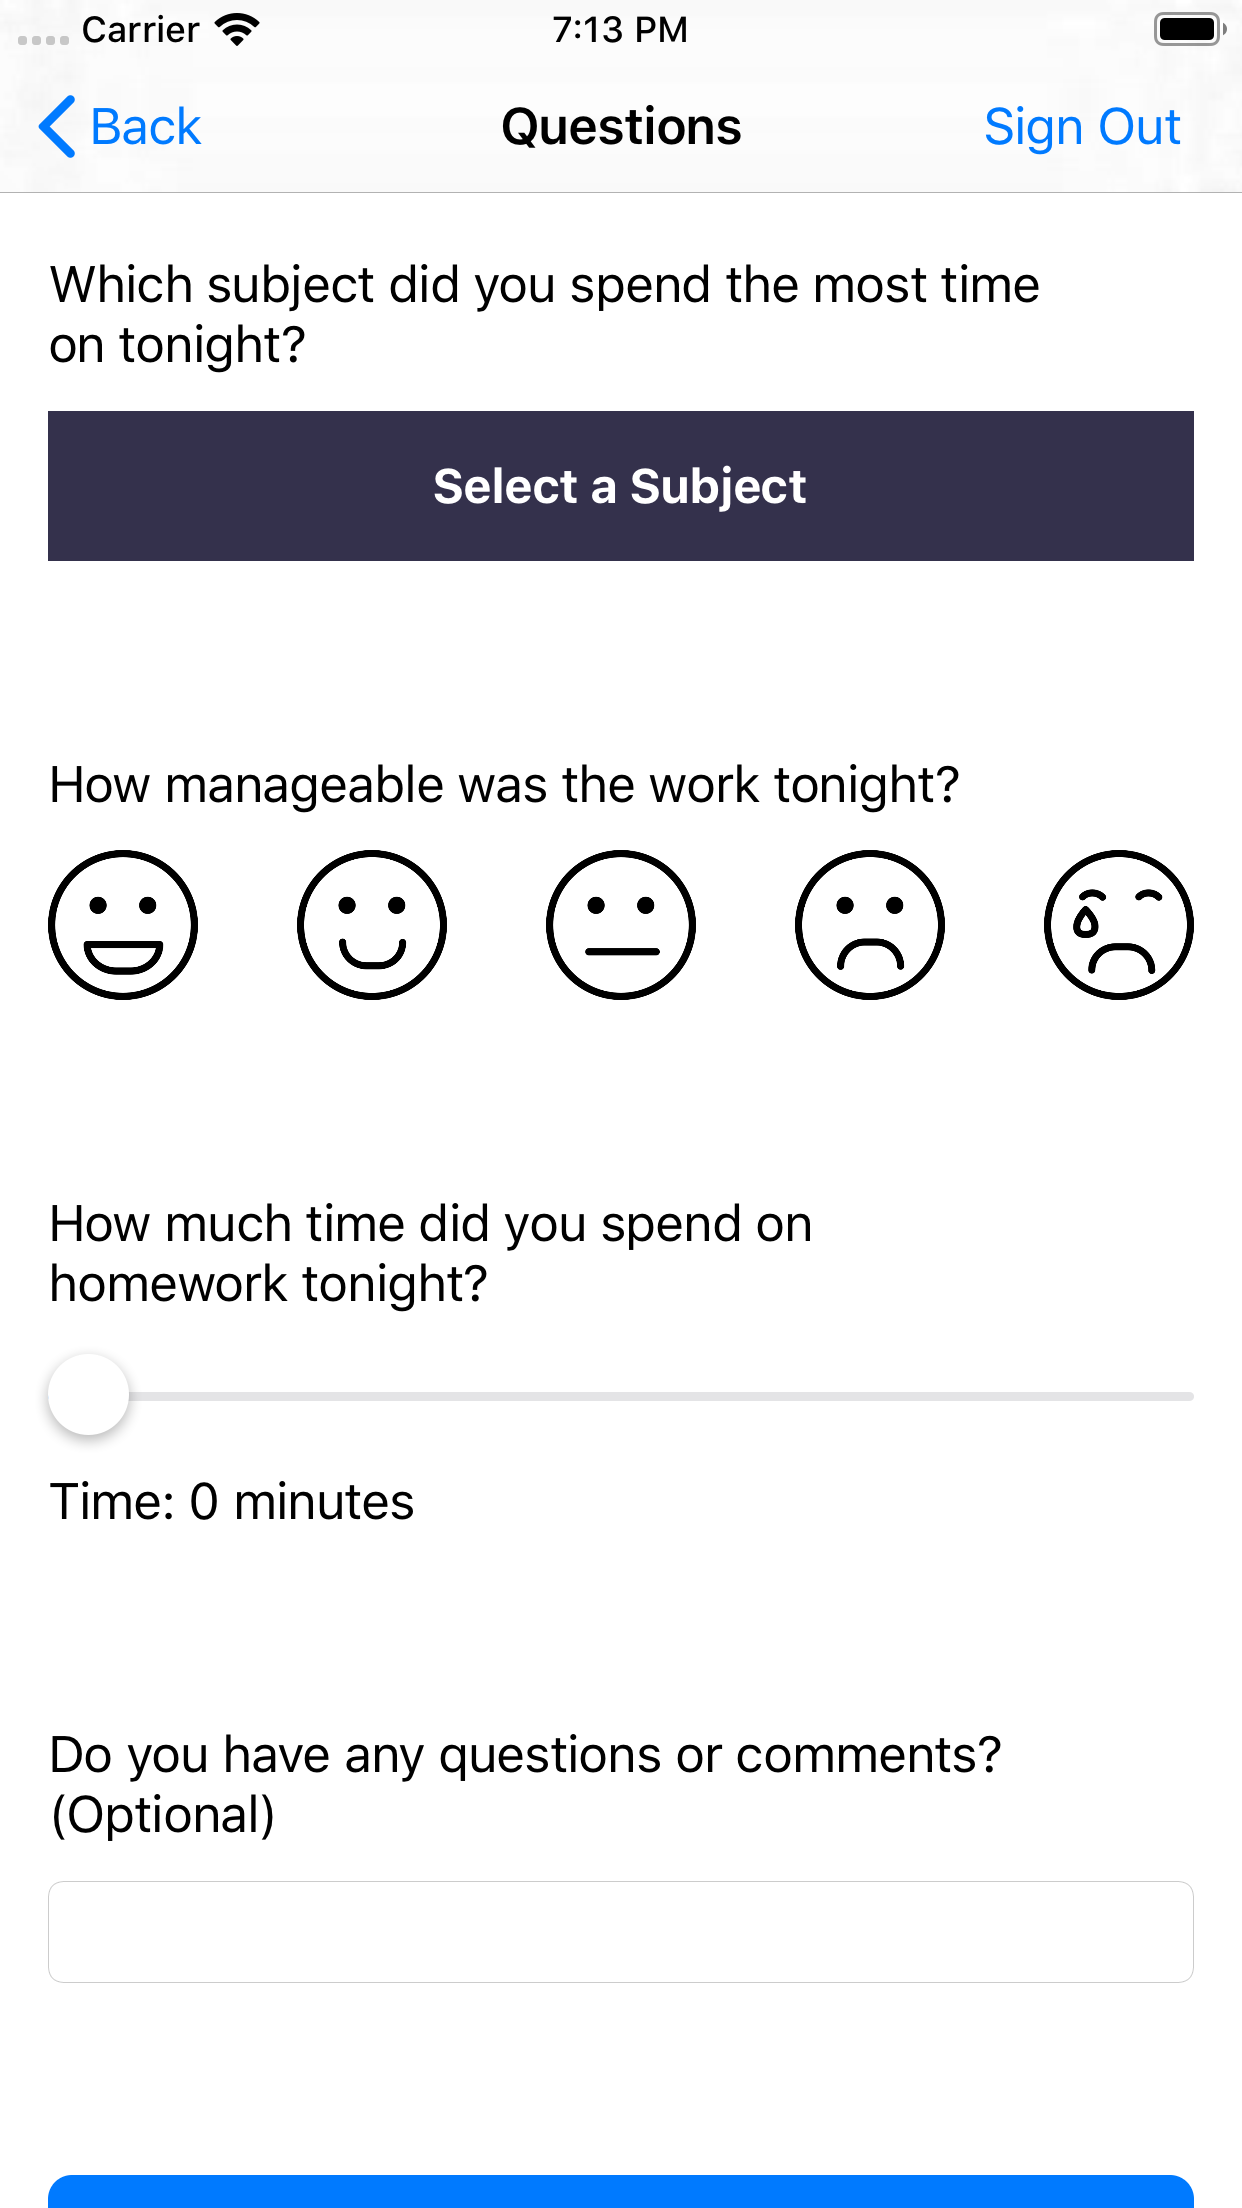 Carrier 7:13 PM
Back Questions Sign Out
Which subject did you spend the most time
on tonight?
Select a Subject
How manageable was the work tonight?
How much time did you spend on
homework tonight?
Time: 0 minutes
Do you have any questions or comments?
(Optional)